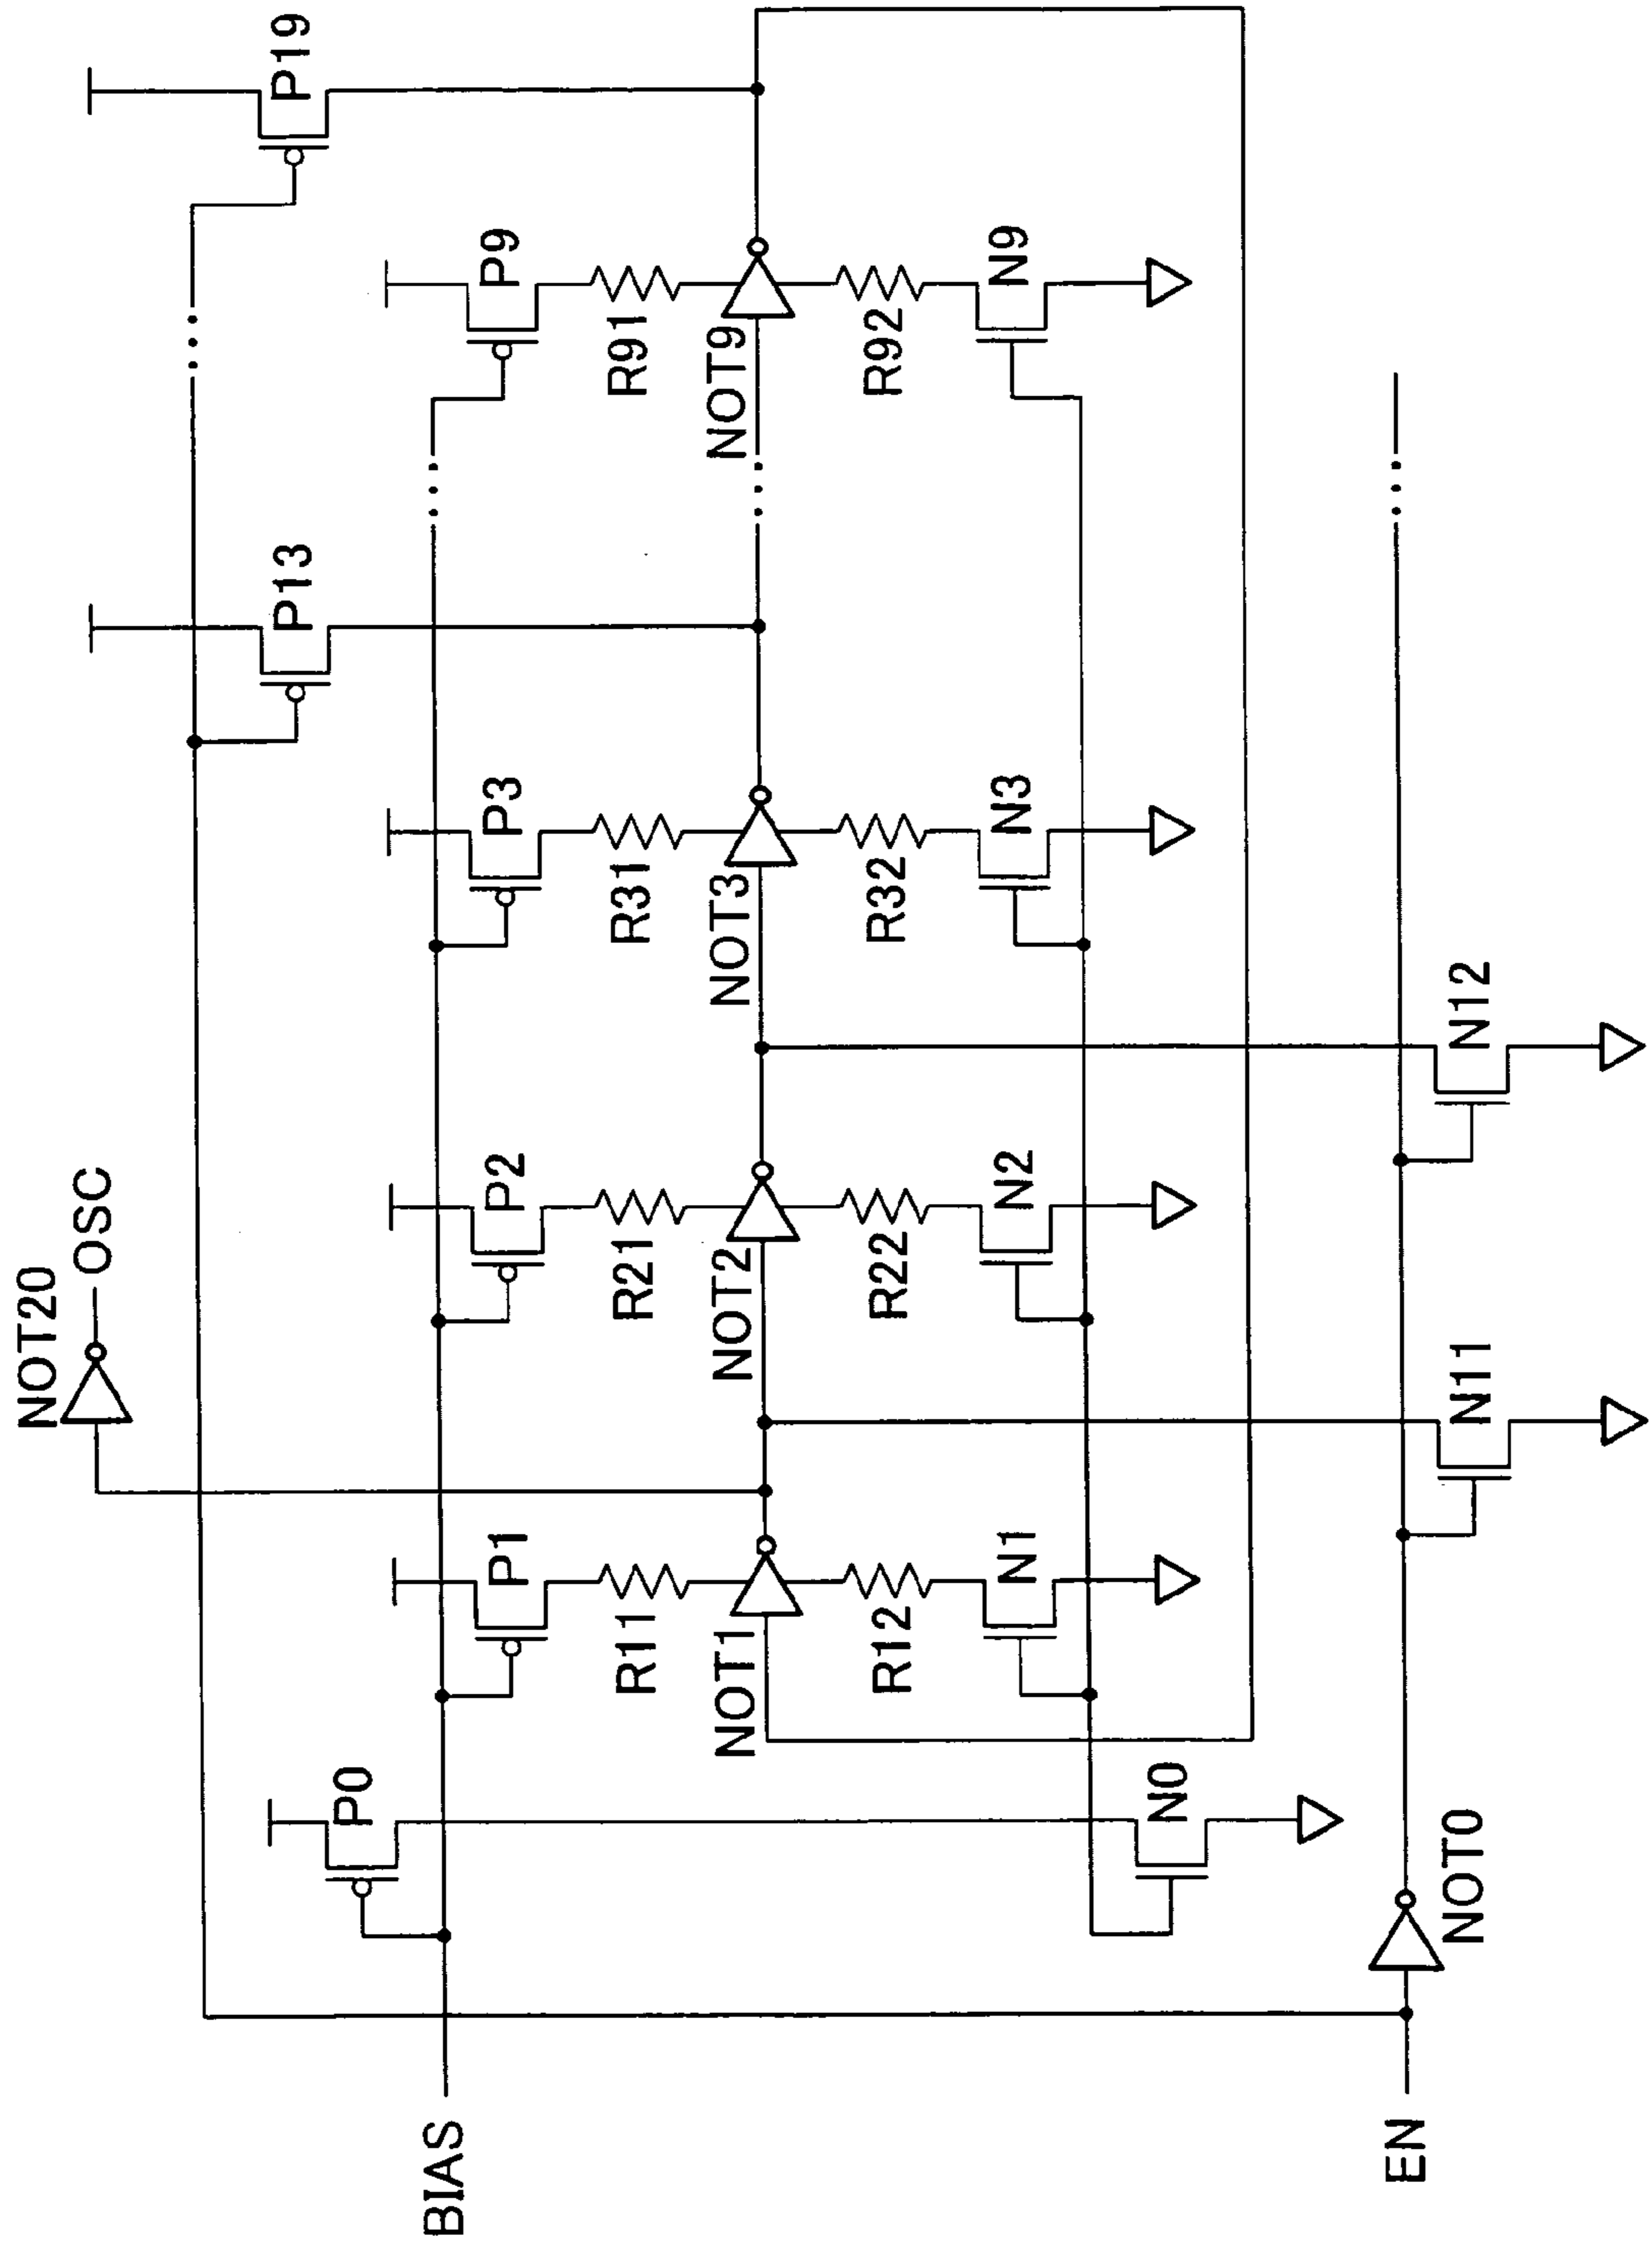 NOT20
OSC
P13
P19
P0
P1
P2
P3
P9
BIAS
R11
R21
R31
R91
NOT1
NOT2
NOT3
NOT9
R12
R22
R32
R92
N0
N1
N2
N3
N9
EN
NOT0
N11
N12